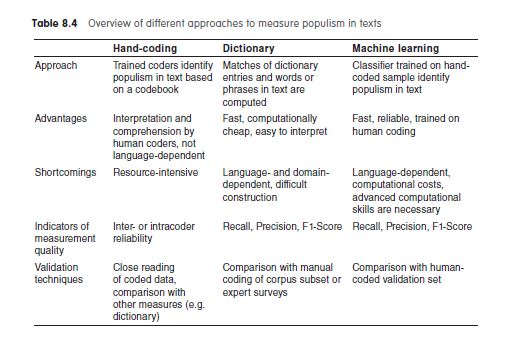 Table 8.4 Overview of different approaches to measure populism in texts
Hand-coding Dictionary Machine learning
Approach Trained coders identify Matches of dictionary Classifier trained on hand-
populism in text based entries and words or coded sample identify
on a codebook phrases in text are populism in text
computed
Advantages Interpretation and Fast, computationally Fast, reliable, trained on
comprehension by cheap, easy to interpret human coding
human coders, not
language-dependent
Shortcomings Resource-intensive Language- and domain- Language-dependent,
dependent, difficult computational costs,
construction advanced computational
skills are necessary
Indicators of Inter- or intracoder Recall, Precision, F1-Score Recall, Precision, F1-Score
measurement reliability
quality
Validation Close reading Comparison with manual Comparison with human-
techniques of coded data, coding of corpus subset or coded validation set
comparison with expert surveys
other measures (e.g.
dictionary)